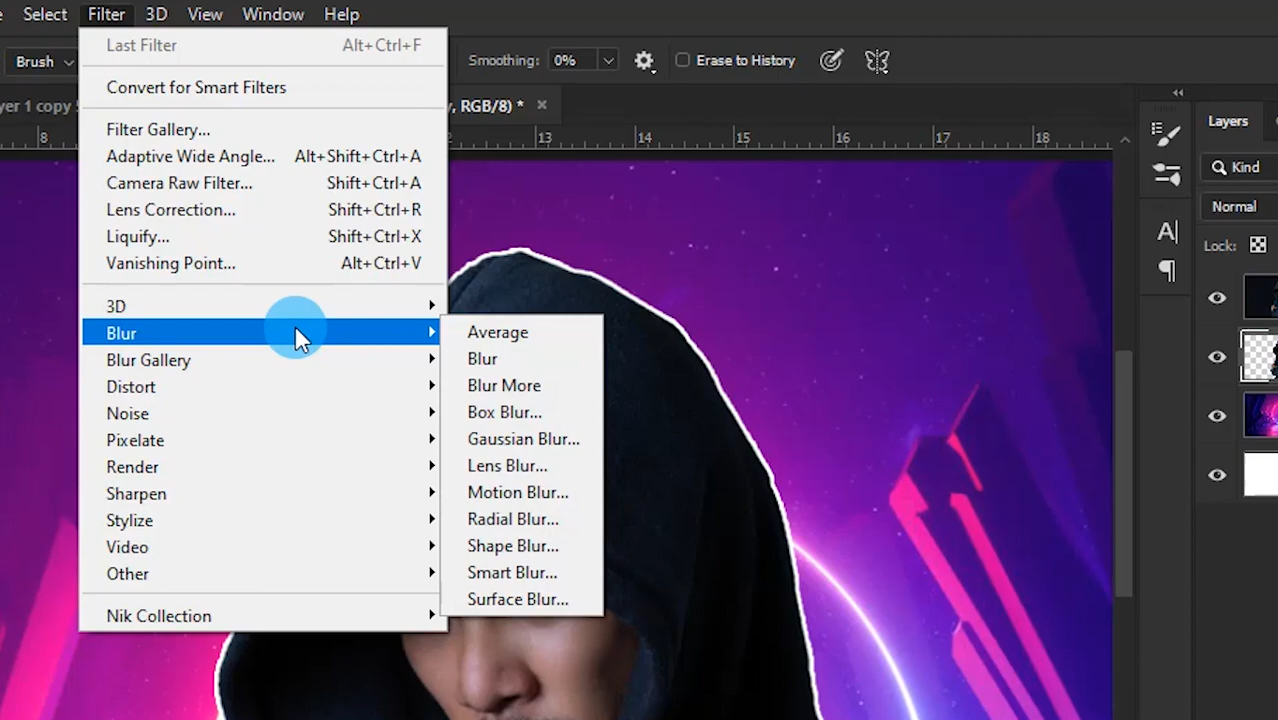 Select Filter 3D View Window Help
Brush Smoothing: 0% Erase to History
yer 1 copy y, RGB/8) *
8 13 14 15 16 17 18
Last Filter Alt+Ctrl+F
Convert for Smart Filters
Filter Gallery...
Adaptive Wide Angle... Alt+Shift+Ctrl+A
Camera Raw Filter... Shift+Ctrl+A
Lens Correction... Shift+Ctrl+R
Liquify... Shift+Ctrl+X
Vanishing Point... Alt+Ctrl+V
3D
Blur
Blur Gallery
Distort
Noise
Pixelate
Render
Sharpen
Stylize
Video
Other
Nik Collection
Average
Blur
Blur More
Box Blur...
Gaussian Blur...
Lens Blur...
Motion Blur...
Radial Blur...
Shape Blur...
Smart Blur...
Surface Blur...
Layers
Kind
Normal
Lock: